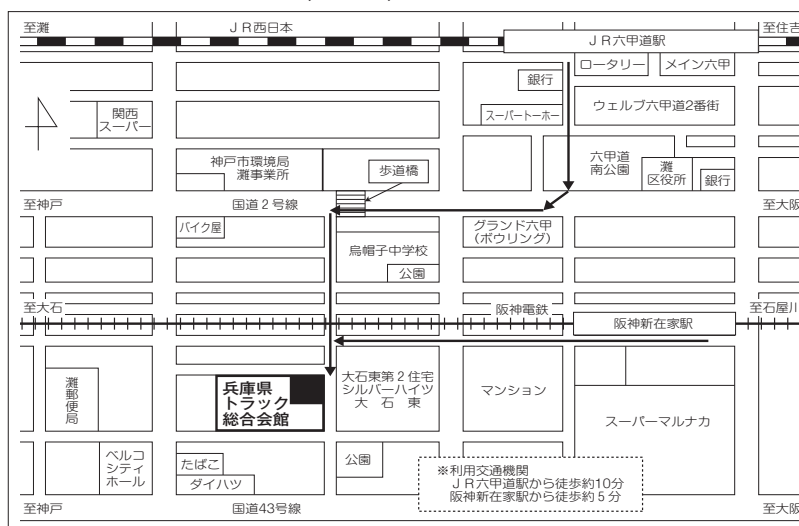 至灘
JR西日本
至住吉
JR六甲道駅
ロータリー
メイン六甲
銀行
関西
スーパー
スーパートーホー
ウェルブ六甲道2番街
神戸市環境局
灘事業所
歩道橋
六甲道
南公園
灘
区役所
銀行
至神戸
国道2号線
至大阪
バイク屋
グランド六甲
(ボウリング)
烏帽子中学校
公園
至大石
阪神電鉄
至石屋川
阪神新在家駅
灘郵便局
兵庫県
トラック
総合会館
大石東第2住宅
シルバーハイツ
大石東
マンション
スーパーマルナカ
ベルコ
シティ
ホール
たばこ
ダイハツ
公園
※利用交通機関
JR六甲道駅から徒歩約10分
阪神新在家駅から徒歩約5分
至神戸
国道43号線
至大阪